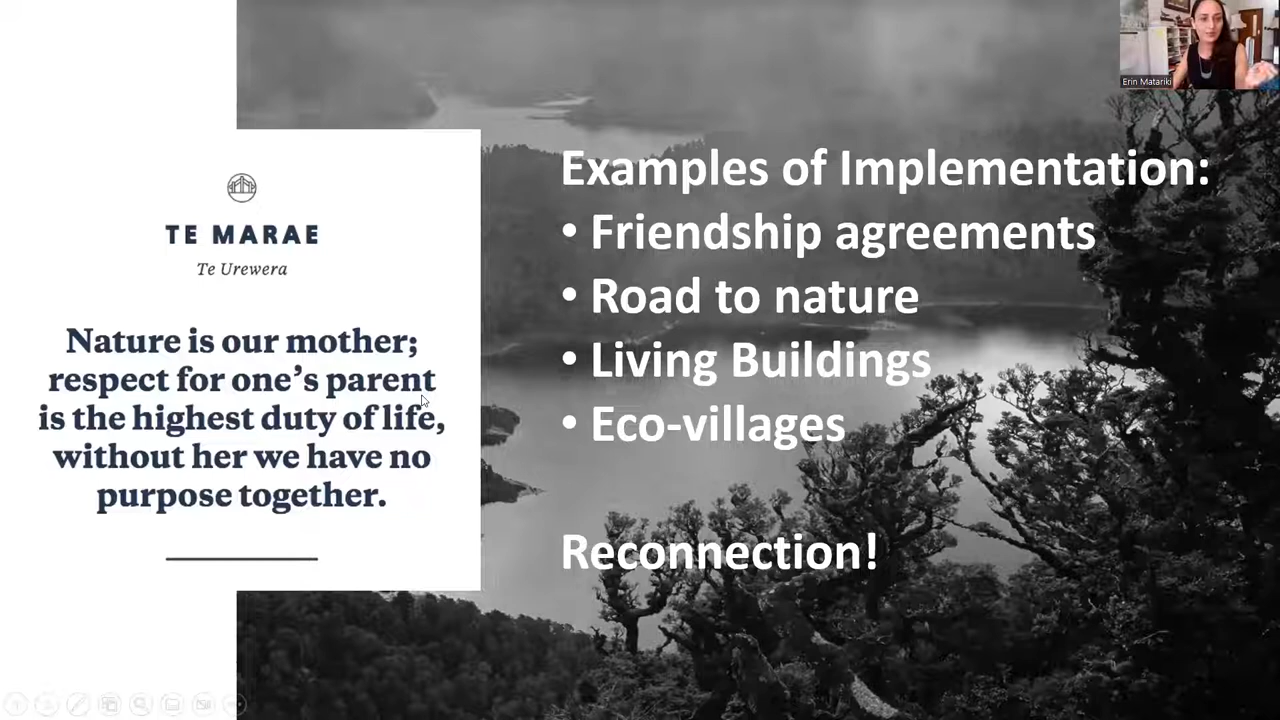 Erin Matariki
TE MARAE
Te Urewera
Nature is our mother;
respect for one’s parent
is the highest duty of life,
without her we have no
purpose together.
Examples of Implementation:
• Friendship agreements
• Road to nature
• Living Buildings
• Eco-villages
Reconnection!